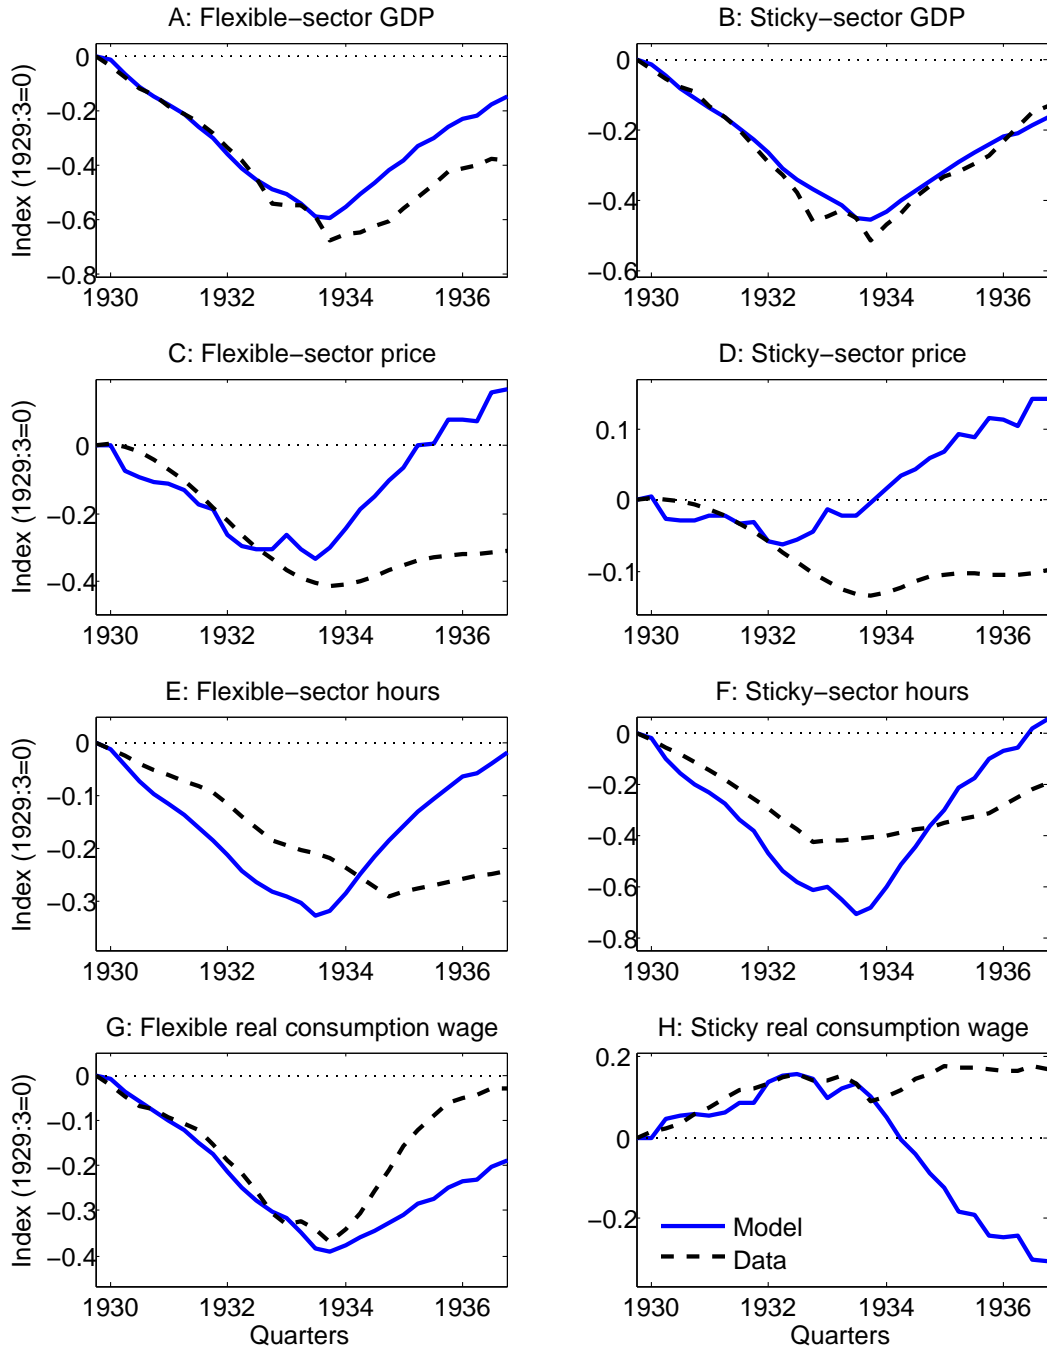 A: Flexible−sector GDP
B: Sticky−sector GDP
Index (1929:3=0)
0
−0.2
−0.4
−0.6
−0.8
1930 1932 1934 1936
0
−0.2
−0.4
−0.6
1930 1932 1934 1936
C: Flexible−sector price
D: Sticky−sector price
Index (1929:3=0)
0
−0.2
−0.4
1930 1932 1934 1936
0.1
0
−0.1
1930 1932 1934 1936
E: Flexible−sector hours
F: Sticky−sector hours
Index (1929:3=0)
0
−0.1
−0.2
−0.3
1930 1932 1934 1936
0
−0.2
−0.4
−0.6
−0.8
1930 1932 1934 1936
G: Flexible real consumption wage
H: Sticky real consumption wage
Index (1929:3=0)
0
−0.1
−0.2
−0.3
−0.4
1930 1932 1934 1936
Quarters
0.2
0
−0.2
Model
Data
1930 1932 1934 1936
Quarters